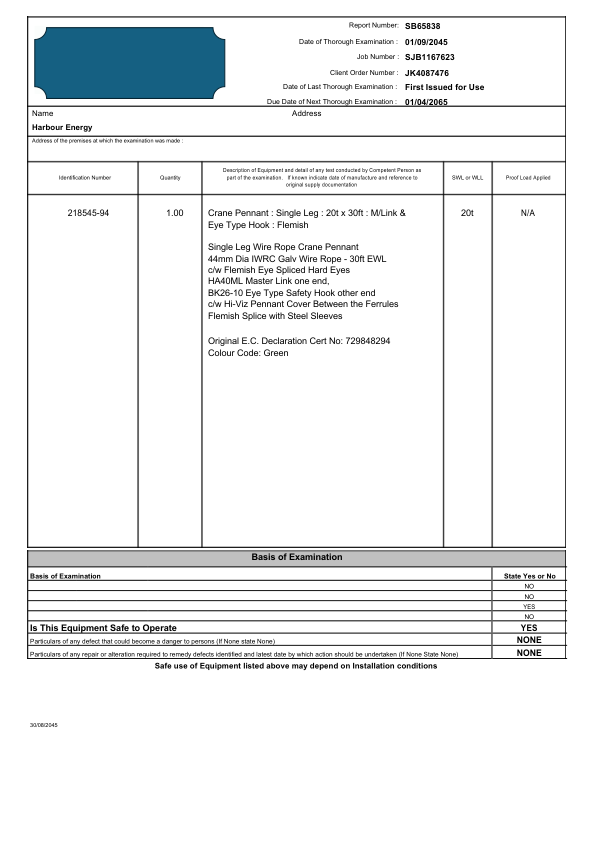 Report Number: SB65838
Date of Thorough Examination : 01/09/2045
Job Number : SJB1167623
Client Order Number : JK4087476
Date of Last Thorough Examination : First Issued for Use
Due Date of Next Thorough Examination : 01/04/2065
Name Address
Harbour Energy
Address of the premises at which the examination was made :
Identification Number Quantity Description of Equipment and detail of any test conducted by Competent Person as SWL or WLL Proof Load Applied
part of the examination. If known indicate date of manufacture and reference to
original supply documentation
218545-94 1.00 Crane Pennant : Single Leg : 20t x 30ft : M/Link & 20t N/A
Eye Type Hook : Flemish
Single Leg Wire Rope Crane Pennant
44mm Dia IWRC Galv Wire Rope - 30ft EWL
c/w Flemish Eye Spliced Hard Eyes
HA40ML Master Link one end,
BK26-10 Eye Type Safety Hook other end
c/w Hi-Viz Pennant Cover Between the Ferrules
Flemish Splice with Steel Sleeves
Original E.C. Declaration Cert No: 729848294
Colour Code: Green
Basis of Examination
Basis of Examination State Yes or No
NO
NO
YES
NO
Is This Equipment Safe to Operate YES
Particulars of any defect that could become a danger to persons (If None state None) NONE
Particulars of any repair or alteration required to remedy defects identified and latest date by which action should be undertaken (If None State None) NONE
Safe use of Equipment listed above may depend on Installation conditions
30/08/2045